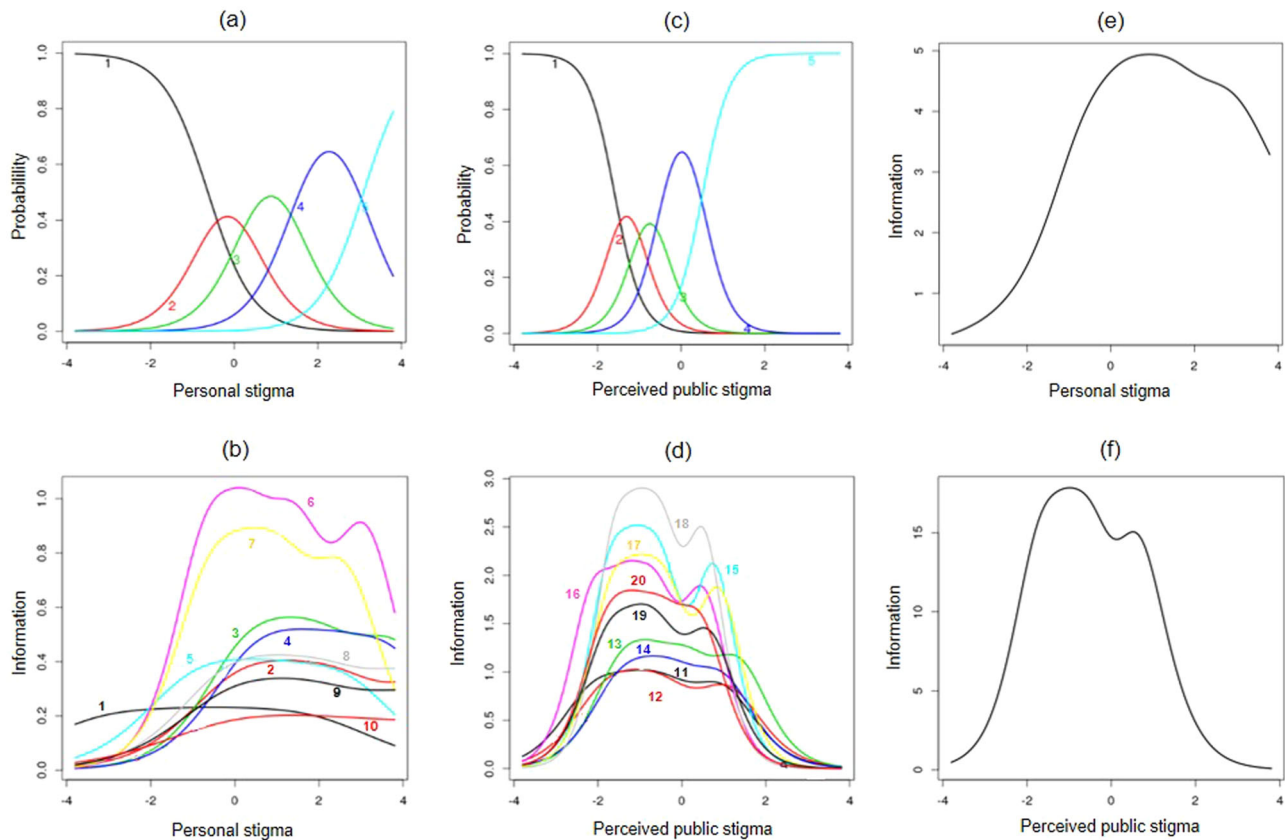 (a)
(c)
(e)
Probabilility
0.0 0.2 0.4 0.6 0.8 1.0
1
2
3
4
-4 -2 0 2 4
Personal stigma
Probability
0.0 0.2 0.4 0.6 0.8 1.0
1
2
3
4
5
-4 -2 0 2 4
Perceived public stigma
Information
1 2 3 4 5
-4 -2 0 2 4
Personal stigma
(b)
(d)
(f)
Information
0.0 0.2 0.4 0.6 0.8 1.0
1
2
3
4
5
6
7
8
9
10
-4 -2 0 2 4
Personal stigma
Information
0.0 0.5 1.0 1.5 2.0 2.5 3.0
11
12
13
14
15
16
17
18
19
20
-4 -2 0 2 4
Perceived public stigma
Information
0 5 10 15
-4 -2 0 2 4
Perceived public stigma